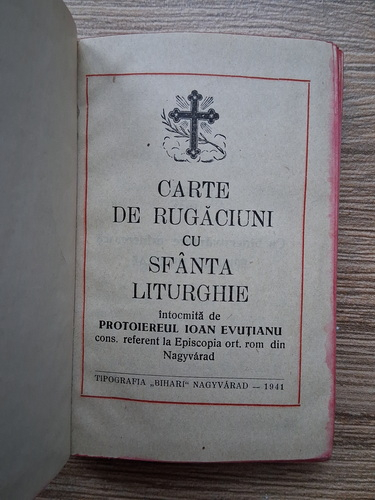 CARTE
DE RUGĂCIUNI
CU
SFÂNTA
LITURGHIE
întocmită de
PROTOIEREUL IOAN EVUȚIANU
cons. referent la Episcopia ort. rom din
Nagyvárad
TIPOGRAFIA „BIHARI" NAGYVÁRAD — 1941